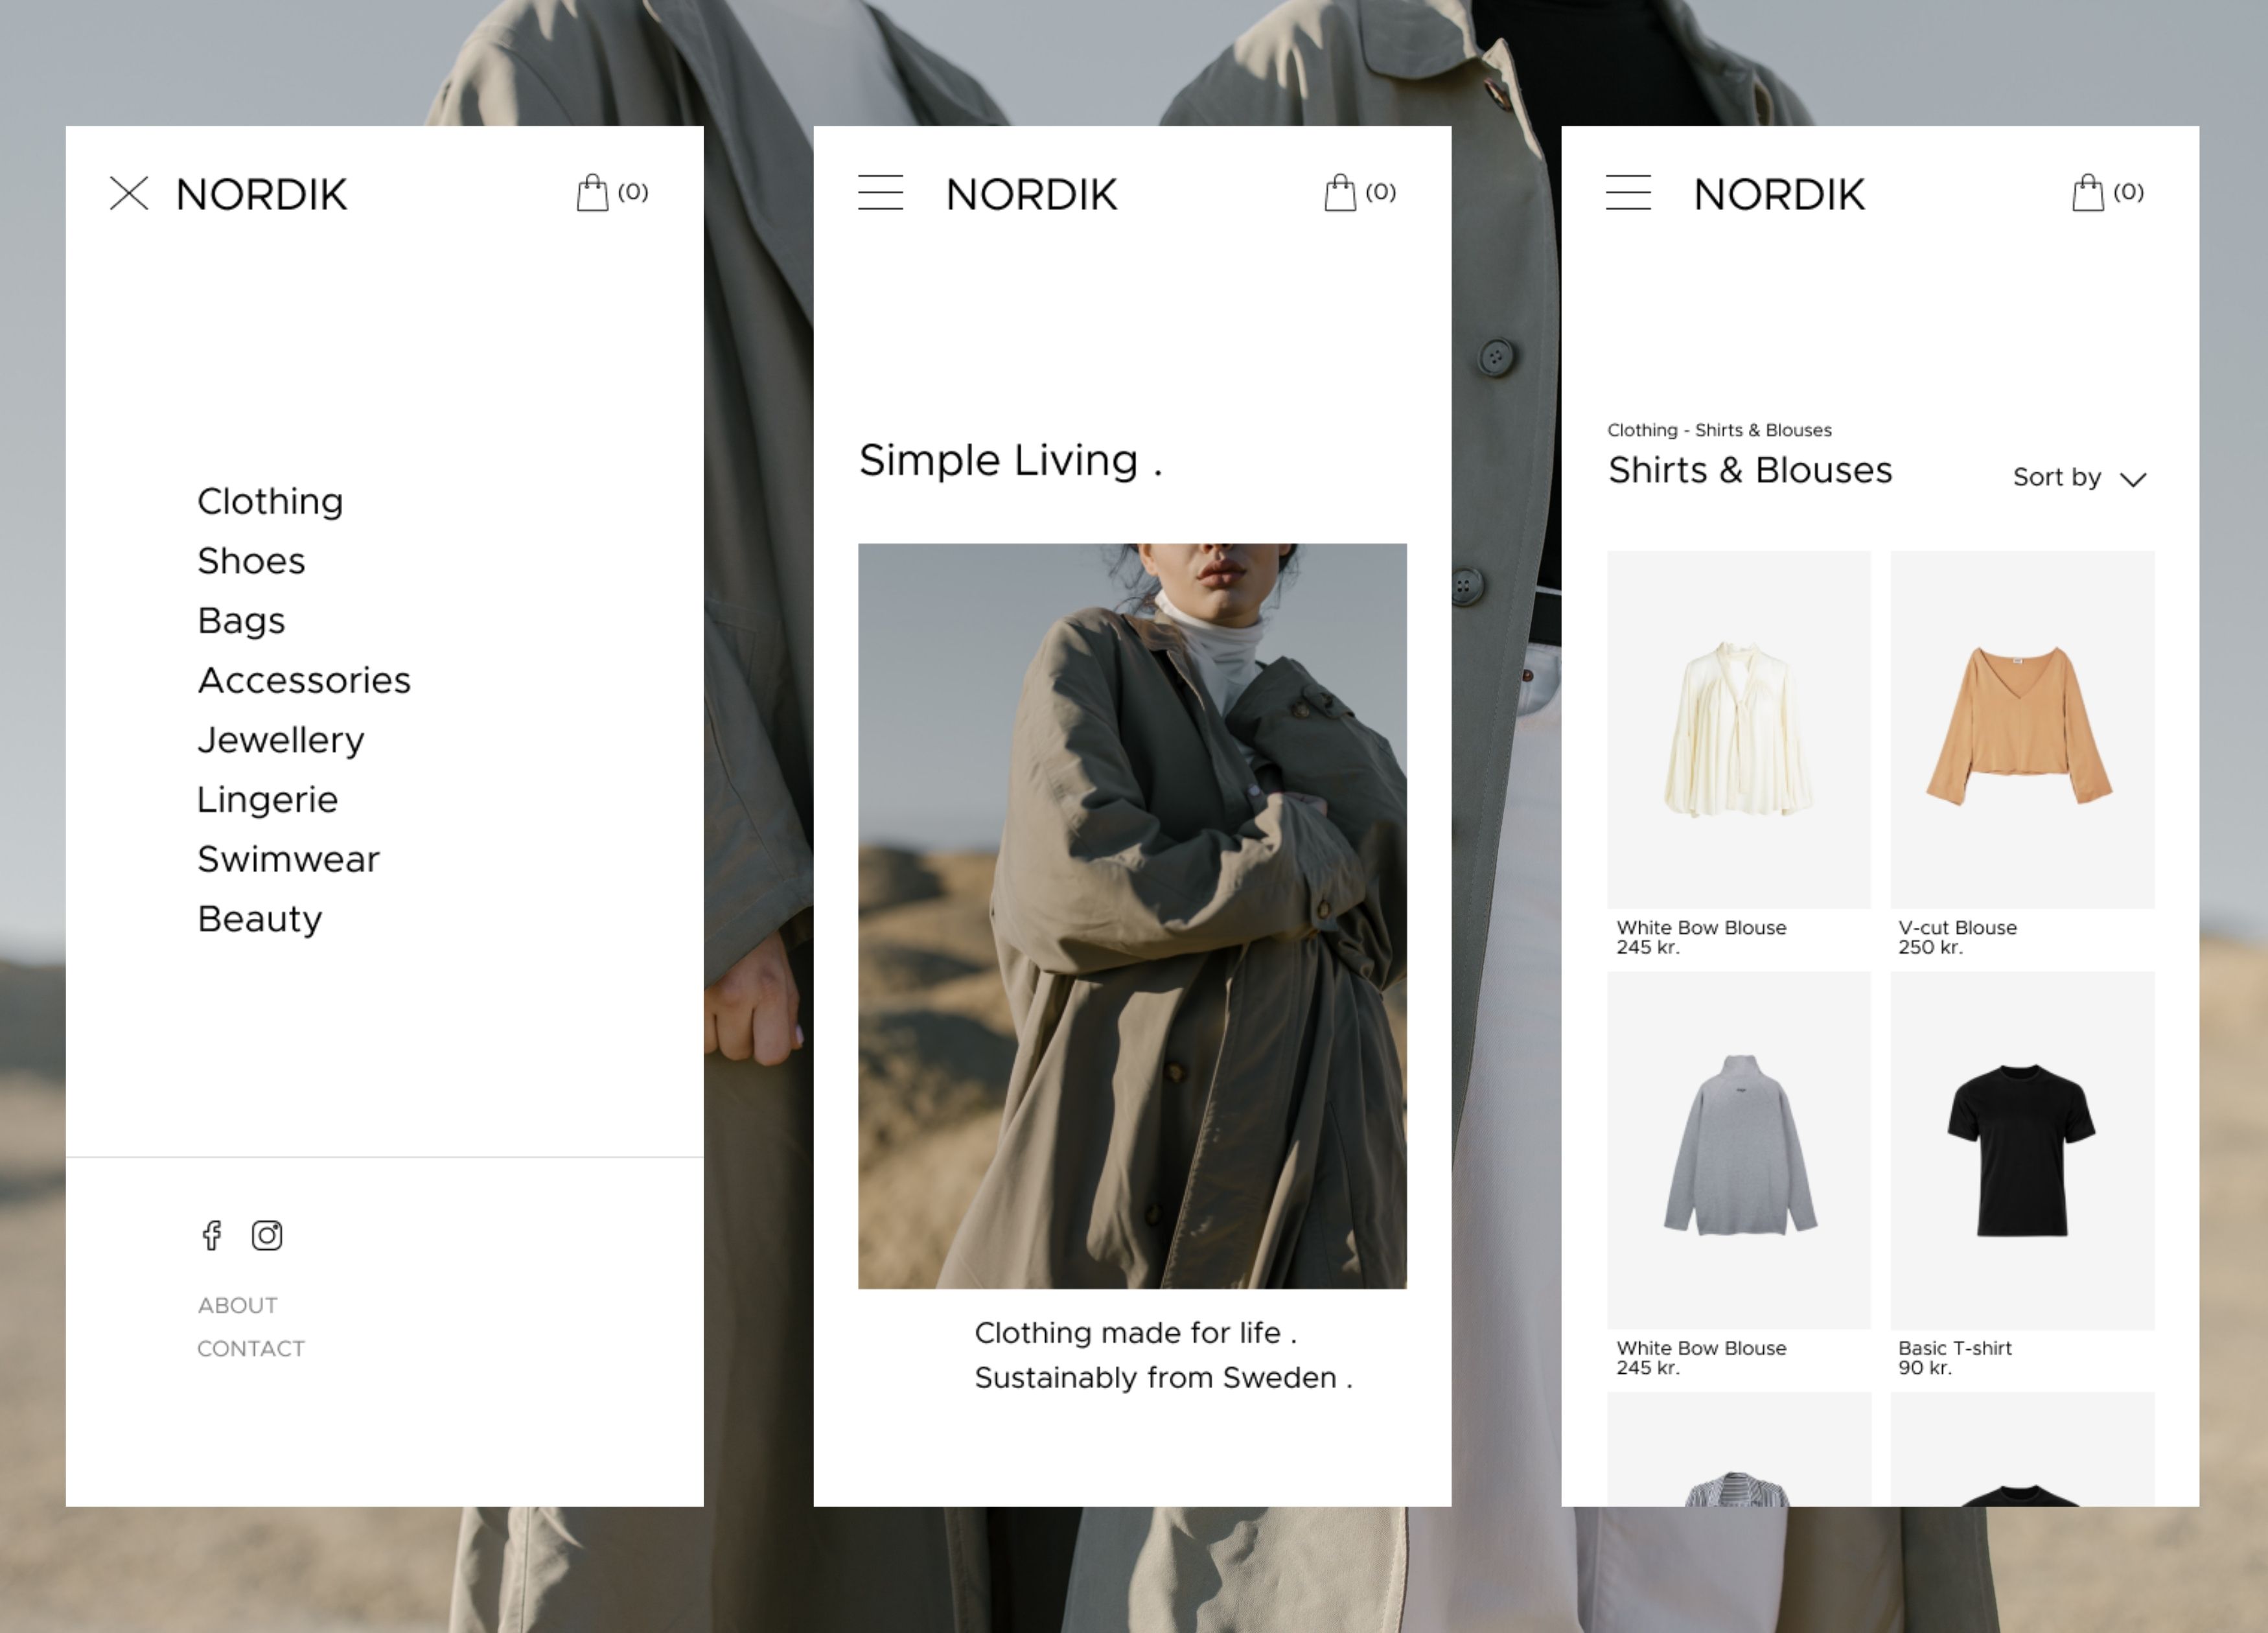 NORDIK
(0)
Clothing
Shoes
Bags
Accessories
Jewellery
Lingerie
Swimwear
Beauty
ABOUT
CONTACT
NORDIK
(0)
Simple Living .
Clothing made for life .
Sustainably from Sweden .
NORDIK
(0)
Clothing - Shirts & Blouses
Shirts & Blouses
Sort by
White Bow Blouse
245 kr.
V-cut Blouse
250 kr.
White Bow Blouse
245 kr.
Basic T-shirt
90 kr.